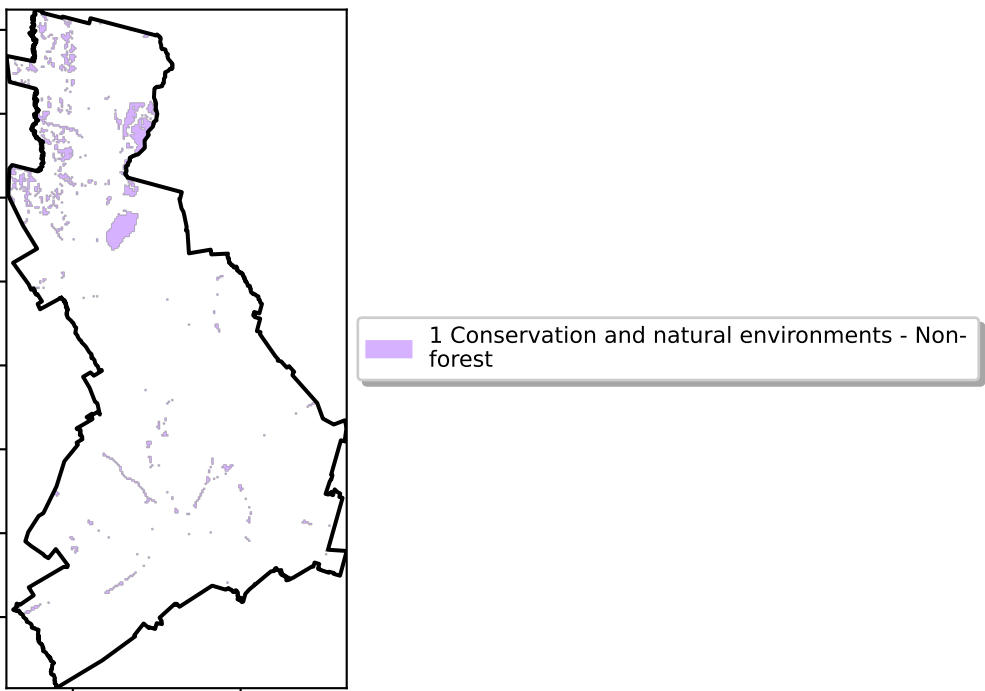 1 Conservation and natural environments - Non-
forest